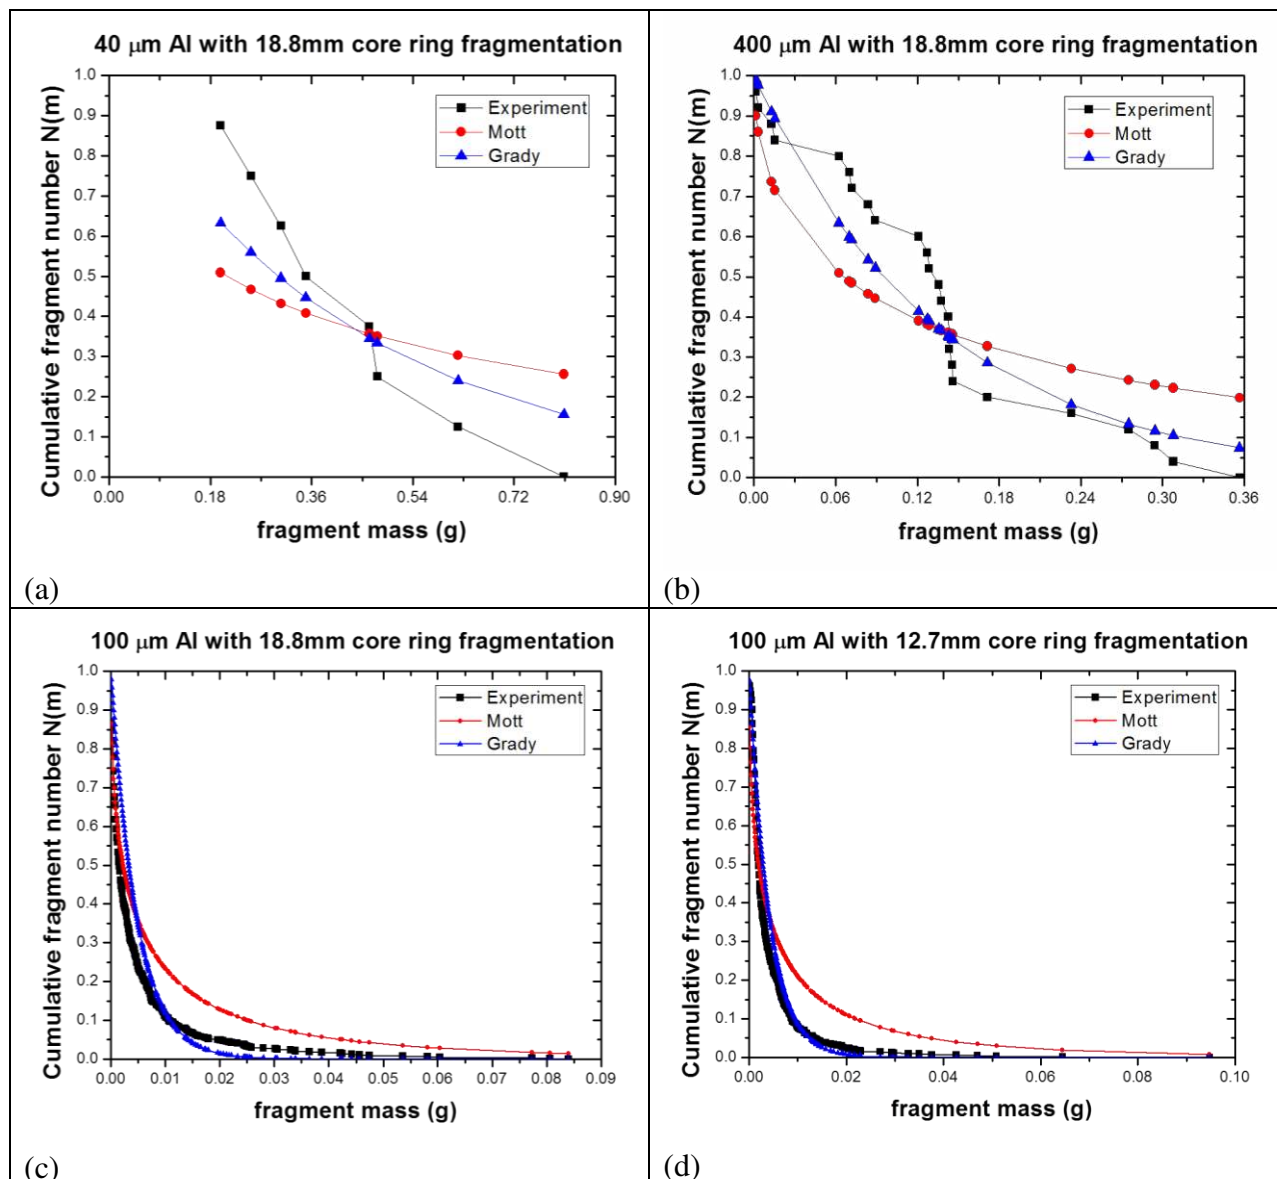 40 μm Al with 18.8mm core ring fragmentation
Cumulative fragment number N(m)
1.0
0.9
0.8
0.7
0.6
0.5
0.4
0.3
0.2
0.1
0.0
Experiment
Mott
Grady
0.00 0.18 0.36 0.54 0.72 0.90
fragment mass (g)
(a)
400 μm Al with 18.8mm core ring fragmentation
Cumulative fragment number N(m)
1.0
0.9
0.8
0.7
0.6
0.5
0.4
0.3
0.2
0.1
0.0
Experiment
Mott
Grady
0.00 0.06 0.12 0.18 0.24 0.30 0.36
fragment mass (g)
(b)
100 μm Al with 18.8mm core ring fragmentation
Cumulative fragment number N(m)
1.0
0.9
0.8
0.7
0.6
0.5
0.4
0.3
0.2
0.1
0.0
Experiment
Mott
Grady
0.00 0.01 0.02 0.03 0.04 0.05 0.06 0.07 0.08 0.09
fragment mass (g)
(c)
100 μm Al with 12.7mm core ring fragmentation
Cumulative fragment number N(m)
1.0
0.9
0.8
0.7
0.6
0.5
0.4
0.3
0.2
0.1
0.0
Experiment
Mott
Grady
0.00 0.02 0.04 0.06 0.08 0.10
fragment mass (g)
(d)